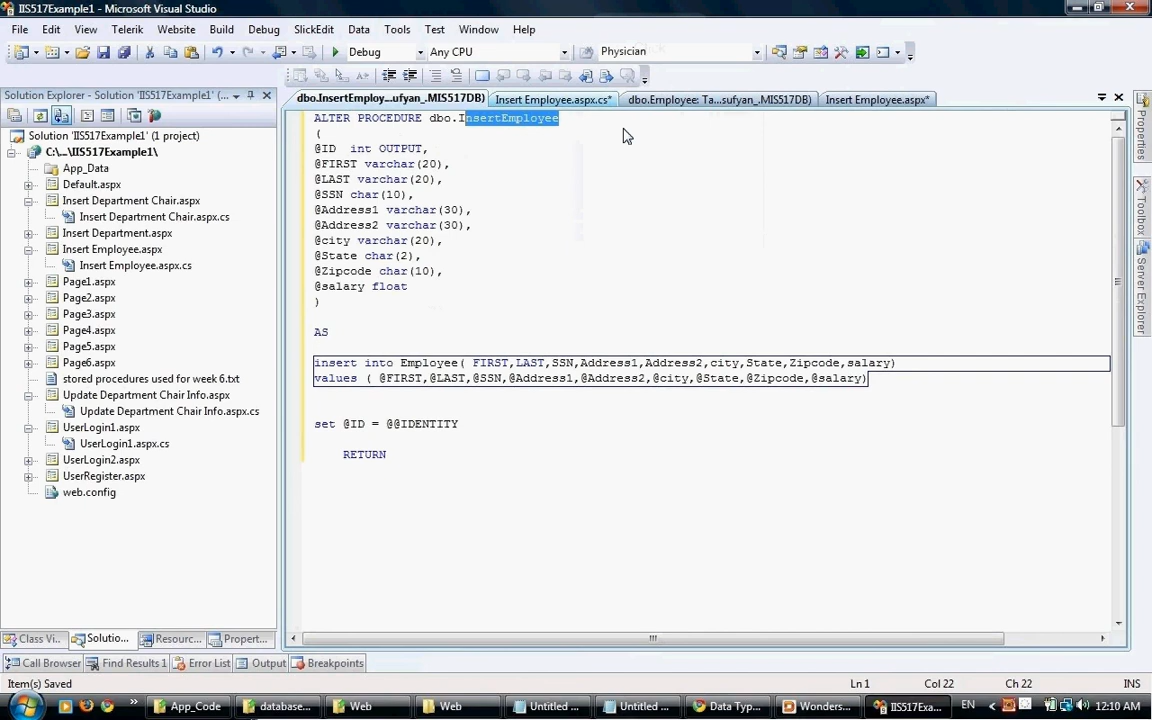 IIS517Example1 - Microsoft Visual Studio
File Edit View Telerik Website Build Debug SlickEdit Data Tools Test Window Help
Debug Any CPU Physician
Solution Explorer - Solution 'IIS517Example1' (...
Solution 'IIS517Example1' (1 project)
C:\...\IIS517Example1\
App_Data
Default.aspx
Insert Department Chair.aspx
Insert Department Chair.aspx.cs
Insert Department.aspx
Insert Employee.aspx
Insert Employee.aspx.cs
Page1.aspx
Page2.aspx
Page3.aspx
Page4.aspx
Page5.aspx
Page6.aspx
stored procedures used for week 6.txt
Update Department Chair Info.aspx
Update Department Chair Info.aspx.cs
UserLogin1.aspx
UserLogin1.aspx.cs
UserLogin2.aspx
UserRegister.aspx
web.config
Class Vi... Solutio... Resourc... Propert...
dbo.InsertEmploy...ufyan_.MIS517DB) Insert Employee.aspx.cs* dbo.Employee: Ta...sufyan_.MIS517DB) Insert Employee.aspx*
ALTER PROCEDURE dbo.InsertEmployee
(
@ID int OUTPUT,
@FIRST varchar(20),
@LAST varchar(20),
@SSN char(10),
@Address1 varchar(30),
@Address2 varchar(30),
@city varchar(20),
@State char(2),
@Zipcode char(10),
@salary float
)
AS
insert into Employee( FIRST,LAST,SSN,Address1,Address2,city,State,Zipcode,salary)
values ( @FIRST,@LAST,@SSN,@Address1,@Address2,@city,@State,@Zipcode,@salary)
set @ID = @@IDENTITY
RETURN
Properties
Toolbox
Server Explorer
Call Browser Find Results 1 Error List Output Breakpoints
Item(s) Saved Ln 1 Col 22 Ch 22 INS
App_Code database... Web Web Untitled ... Untitled ... Data Typ... Wonders... IIS517Exa... EN 12:10 AM